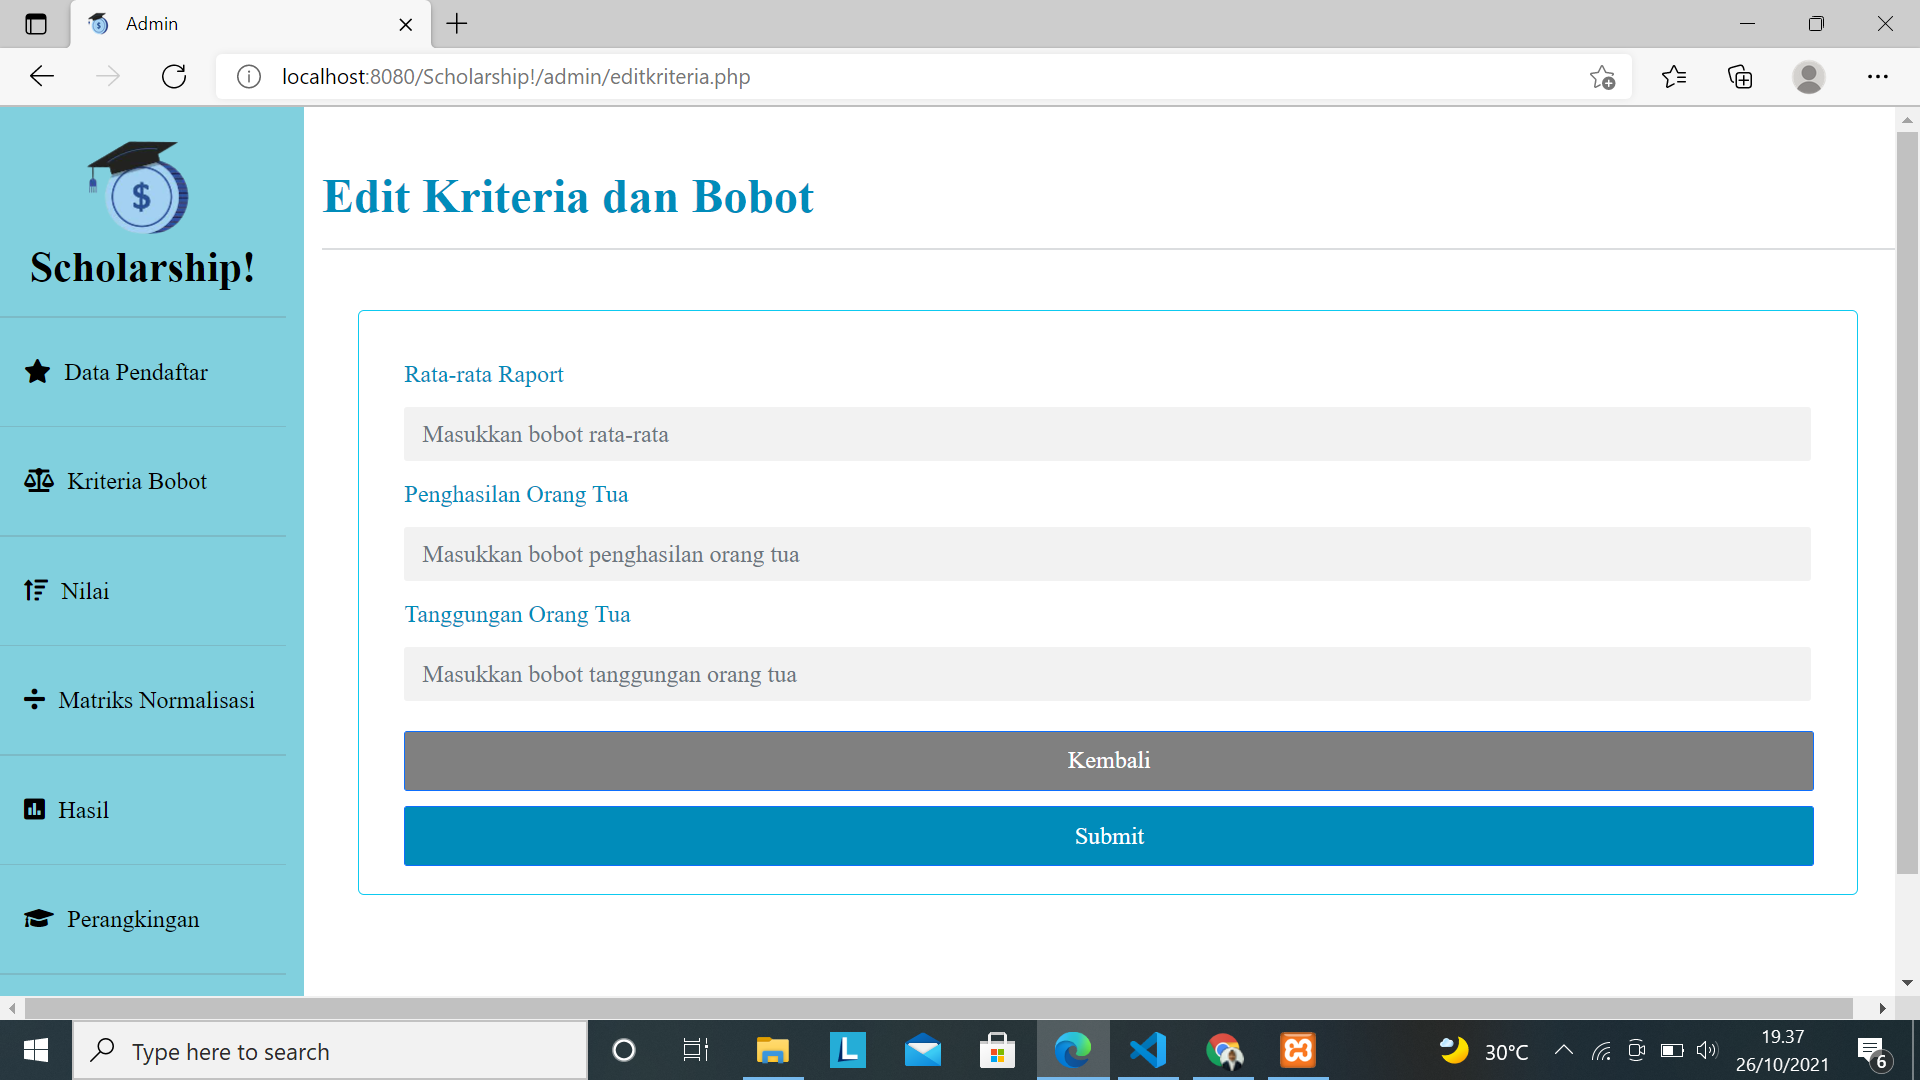 Admin
localhost:8080/Scholarship!/admin/editkriteria.php
$
Scholarship!
Data Pendaftar
Kriteria Bobot
Nilai
Matriks Normalisasi
Hasil
Perangkingan
Edit Kriteria dan Bobot
Rata-rata Raport
Masukkan bobot rata-rata
Penghasilan Orang Tua
Masukkan bobot penghasilan orang tua
Tanggungan Orang Tua
Masukkan bobot tanggungan orang tua
Kembali
Submit
Type here to search
L
30°C
19.37
26/10/2021
6